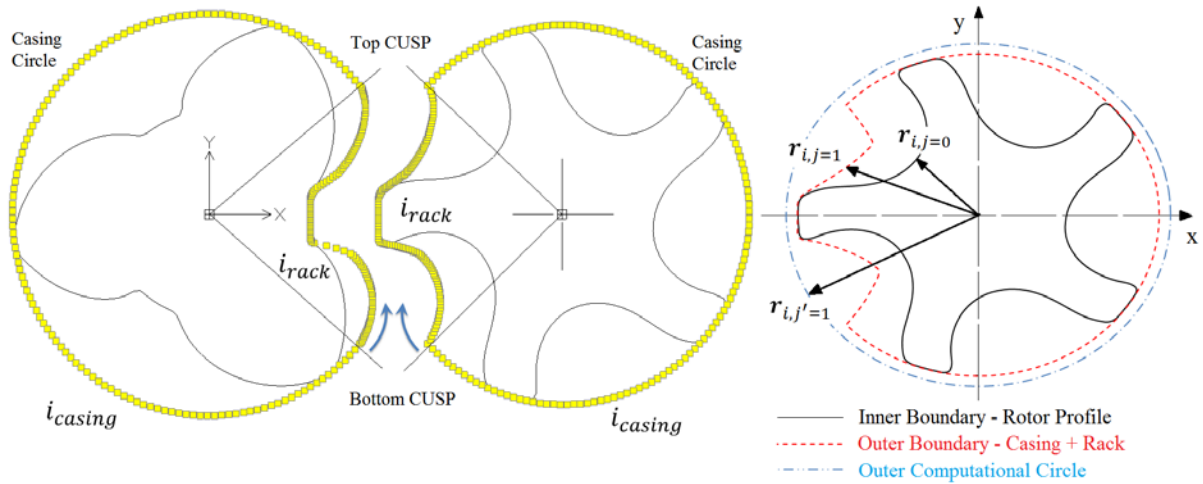 Casing
Circle
Top CUSP
Casing
Circle
Y
X
i_rack
i_rack
Bottom CUSP
i_casing
i_casing
y
x
r_{i,j=1}
r_{i,j=0}
r_{i,j'=1}
Inner Boundary - Rotor Profile
Outer Boundary - Casing + Rack
Outer Computational Circle